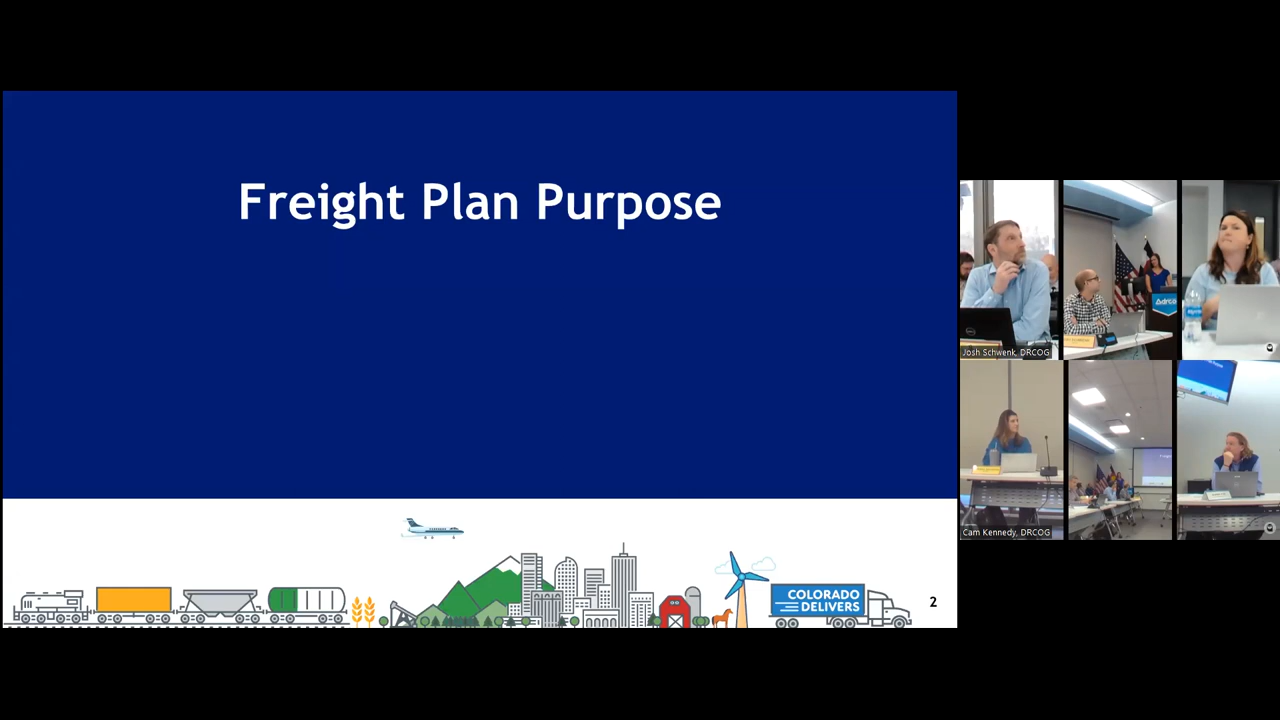 Freight Plan Purpose
COLORADO
DELIVERS
2
Josh Schwenk, DRCOG
Cam Kennedy, DRCOG